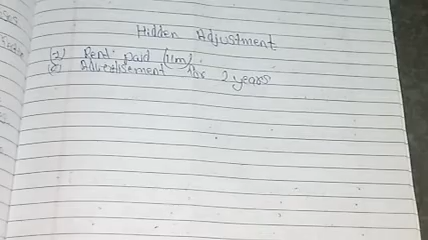 Hidden Adjustment
Rent paid (11m)
Advertisement for 2 years